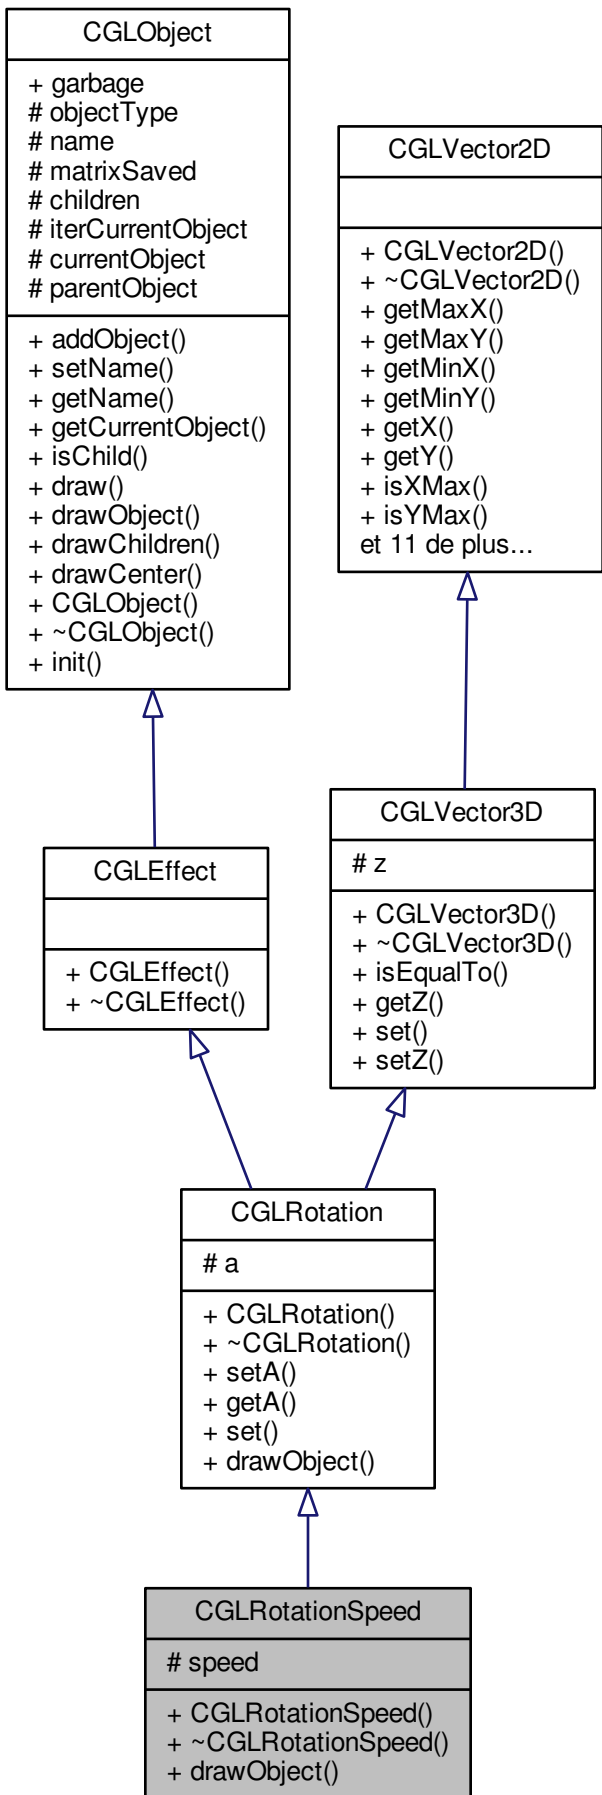 CGLObject
+ garbage
# objectType
# name
# matrixSaved
# children
# iterCurrentObject
# currentObject
# parentObject
+ addObject()
+ setName()
+ getName()
+ getCurrentObject()
+ isChild()
+ draw()
+ drawObject()
+ drawChildren()
+ drawCenter()
+ CGLObject()
+ ~CGLObject()
+ init()
CGLVector2D
+ CGLVector2D()
+ ~CGLVector2D()
+ getMaxX()
+ getMaxY()
+ getMinX()
+ getMinY()
+ getX()
+ getY()
+ isXMax()
+ isYMax()
et 11 de plus...
CGLEffect
+ CGLEffect()
+ ~CGLEffect()
CGLVector3D
# z
+ CGLVector3D()
+ ~CGLVector3D()
+ isEqualTo()
+ getZ()
+ set()
+ setZ()
CGLRotation
# a
+ CGLRotation()
+ ~CGLRotation()
+ setA()
+ getA()
+ set()
+ drawObject()
CGLRotationSpeed
# speed
+ CGLRotationSpeed()
+ ~CGLRotationSpeed()
+ drawObject()